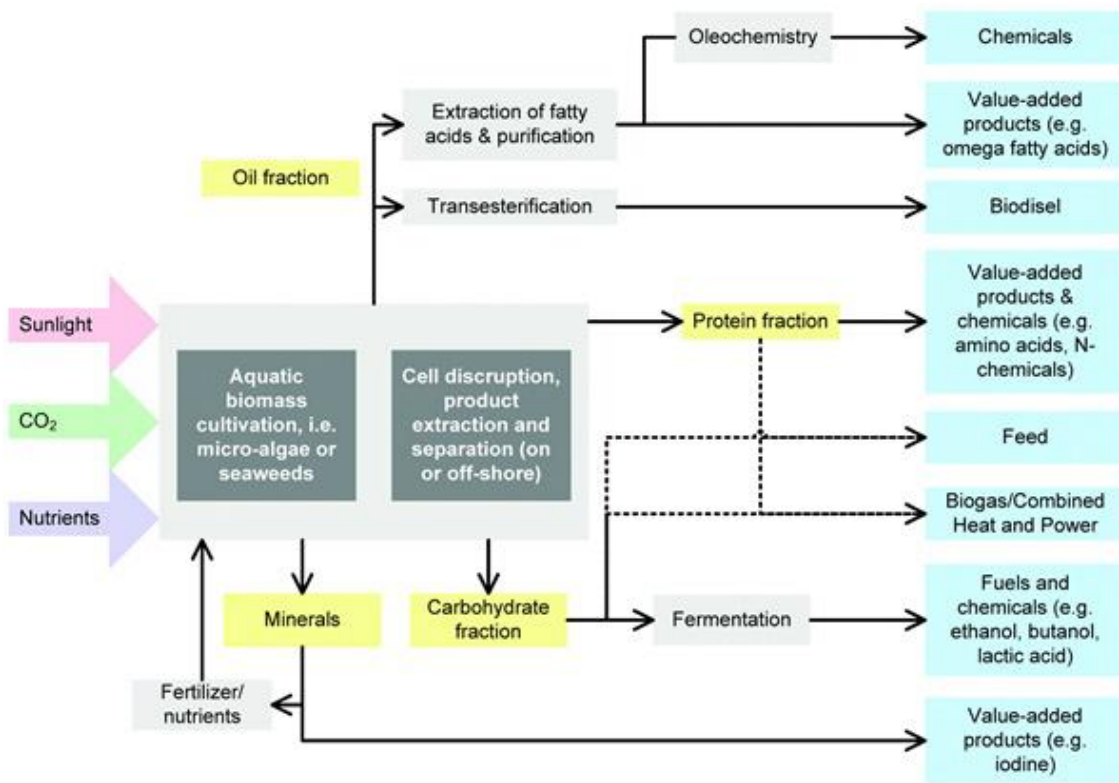 Oleochemistry
Chemicals
Extraction of fatty
acids & purification
Value-added
products (e.g.
omega fatty acids)
Oil fraction
Transesterification
Biodisel
Sunlight
CO₂
Nutrients
Aquatic
biomass
cultivation, i.e.
micro-algae or
seaweeds
Cell discruption,
product
extraction and
separation (on
or off-shore)
Protein fraction
Value-added
products &
chemicals (e.g.
amino acids, N-
chemicals)
Feed
Biogas/Combined
Heat and Power
Minerals
Carbohydrate
fraction
Fermentation
Fuels and
chemicals (e.g.
ethanol, butanol,
lactic acid)
Fertilizer/
nutrients
Value-added
products (e.g.
iodine)